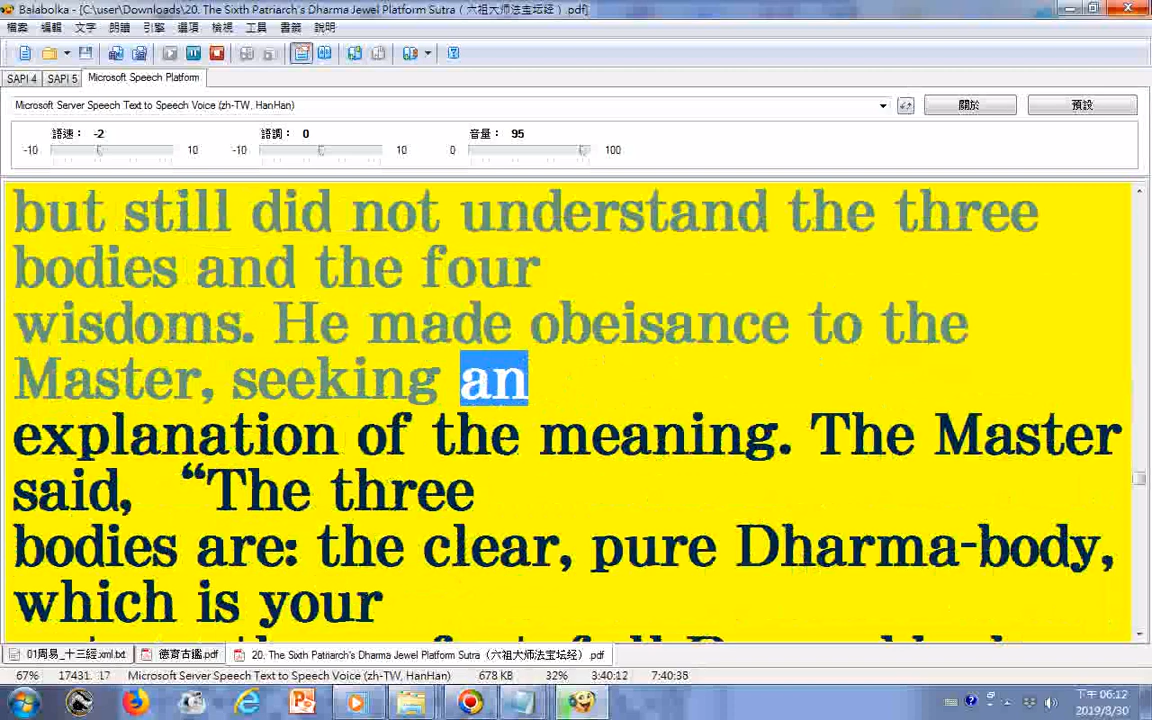 Balabolka - [C:\user\Downloads\20. The Sixth Patriarch's Dharma Jewel Platform Sutra（六祖大师法宝坛经）pdf]
檔案 編輯 文字 朗讀 引擎 選項 檢視 工具 書籤 說明
SAPI 4 SAPI 5 Microsoft Speech Platform
Microsoft Server Speech Text to Speech Voice (zh-TW, HanHan) 關於 預設
語速： -2 語調： 0 音量： 95
-10 10 -10 10 0 100
but still did not understand the three
bodies and the four
wisdoms. He made obeisance to the
Master, seeking an
explanation of the meaning. The Master
said, “The three
bodies are: the clear, pure Dharma-body,
which is your
01周易_十三經.xml.txt 德育古鑑.pdf 20. The Sixth Patriarch's Dharma Jewel Platform Sutra（六祖大师法宝坛经）.pdf
67% 17431. 17 Microsoft Server Speech Text to Speech Voice (zh-TW, HanHan) 678 KB 32% 3:40:12 7:40:38
下午 06:12
2019/8/30